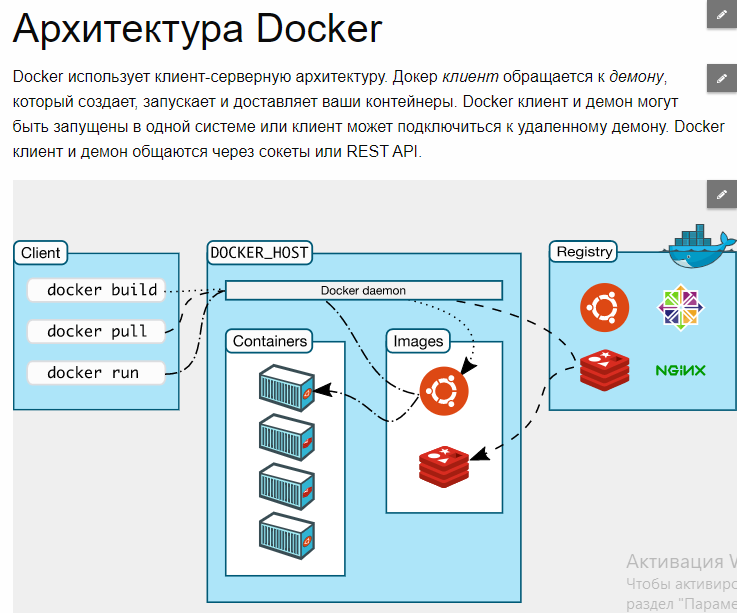 Архитектура Docker
Docker использует клиент-серверную архитектуру. Докер клиент обращается к демону,
который создает, запускает и доставляет ваши контейнеры. Docker клиент и демон могут
быть запущены в одной системе или клиент может подключиться к удаленному демону. Docker
клиент и демон общаются через сокеты или REST API.
Client
DOCKER_HOST
Registry
docker build
Docker daemon
docker pull
Containers
Images
docker run
NGINX
Активация W
Чтобы активиро
раздел "Параме